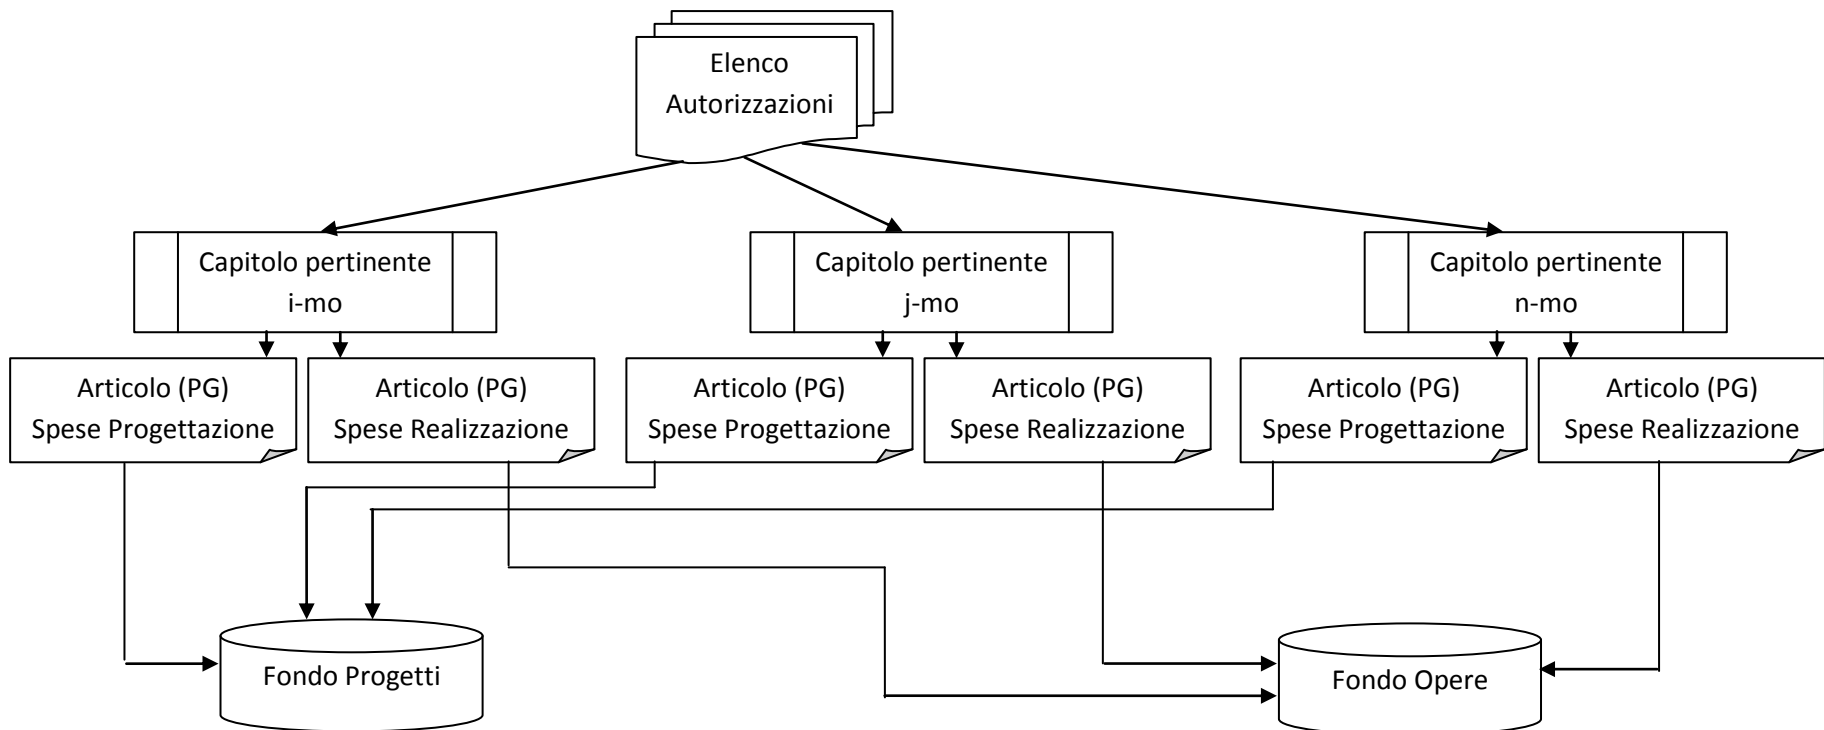 Elenco
Autorizzazioni
Capitolo pertinente
i-mo
Capitolo pertinente
j-mo
Capitolo pertinente
n-mo
Articolo (PG)
Spese Progettazione
Articolo (PG)
Spese Realizzazione
Articolo (PG)
Spese Progettazione
Articolo (PG)
Spese Realizzazione
Articolo (PG)
Spese Progettazione
Articolo (PG)
Spese Realizzazione
Fondo Progetti
Fondo Opere